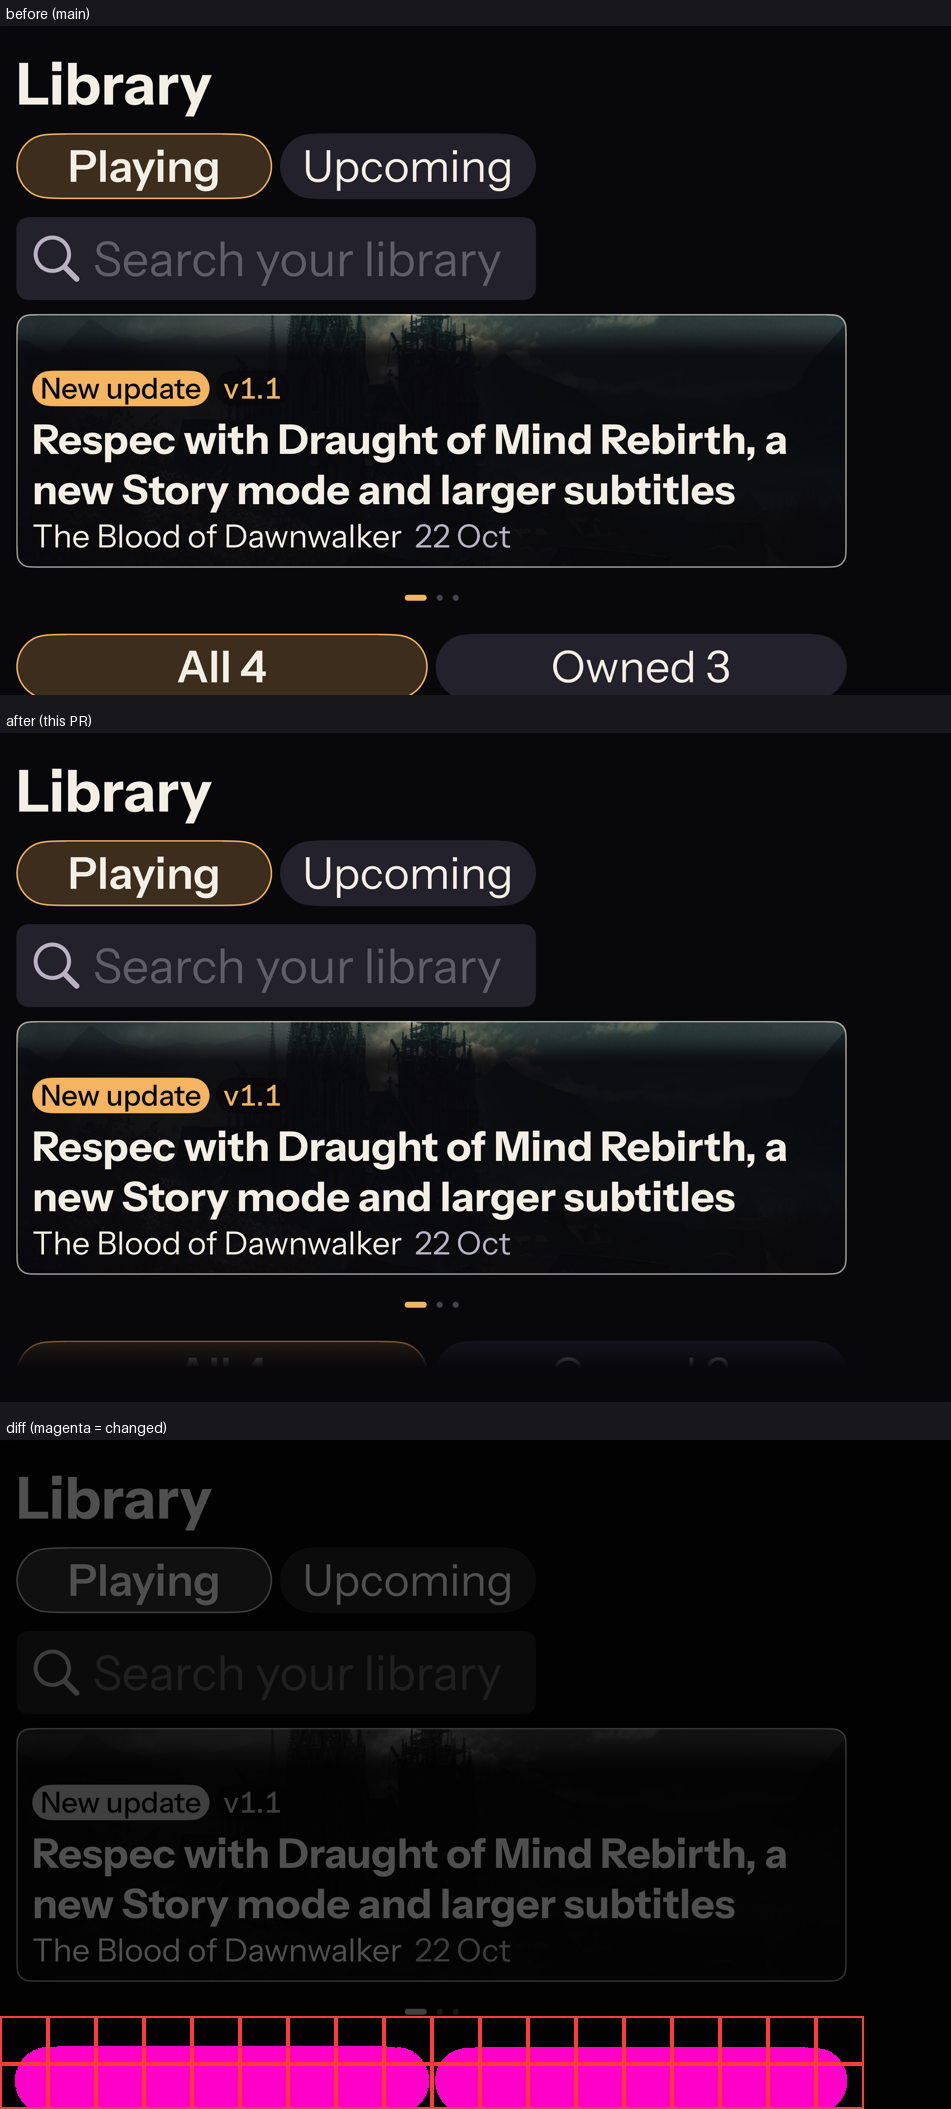 before (main)
Library
Playing Upcoming
Search your library
New update v1.1
Respec with Draught of Mind Rebirth, a
new Story mode and larger subtitles
The Blood of Dawnwalker 22 Oct
All 4 Owned 3
after (this PR)
Library
Playing Upcoming
Search your library
New update v1.1
Respec with Draught of Mind Rebirth, a
new Story mode and larger subtitles
The Blood of Dawnwalker 22 Oct
diff (magenta = changed)
Library
Playing Upcoming
Search your library
New update v1.1
Respec with Draught of Mind Rebirth, a
new Story mode and larger subtitles
The Blood of Dawnwalker 22 Oct